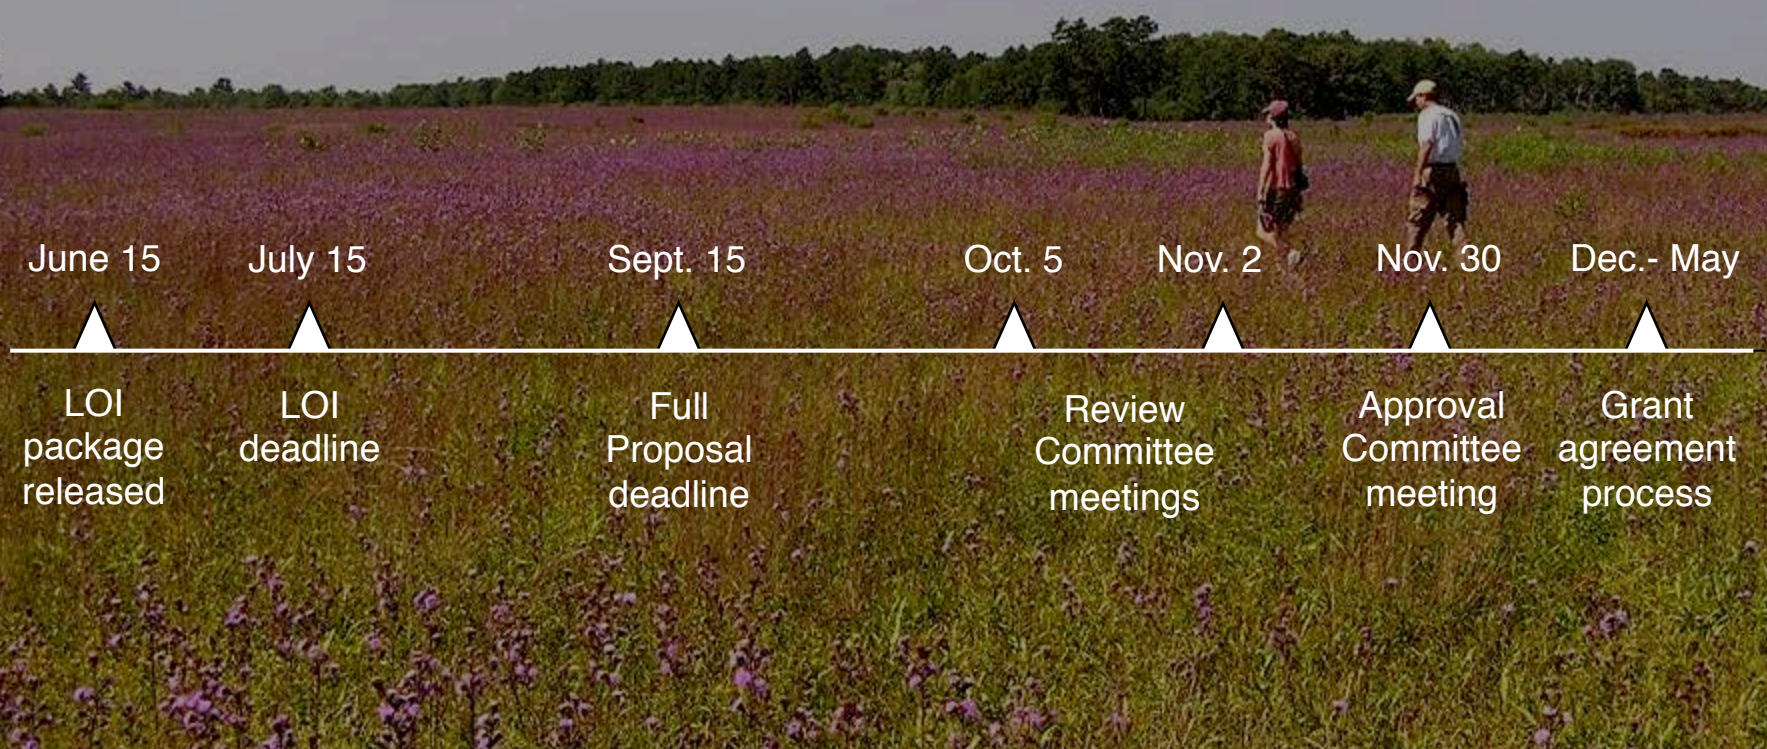 June 15
July 15
Sept. 15
Oct. 5
Nov. 2
Nov. 30
Dec.- May
LOI
package
released
LOI
deadline
Full
Proposal
deadline
Review
Committee
meetings
Approval
Committee
meeting
Grant
agreement
process